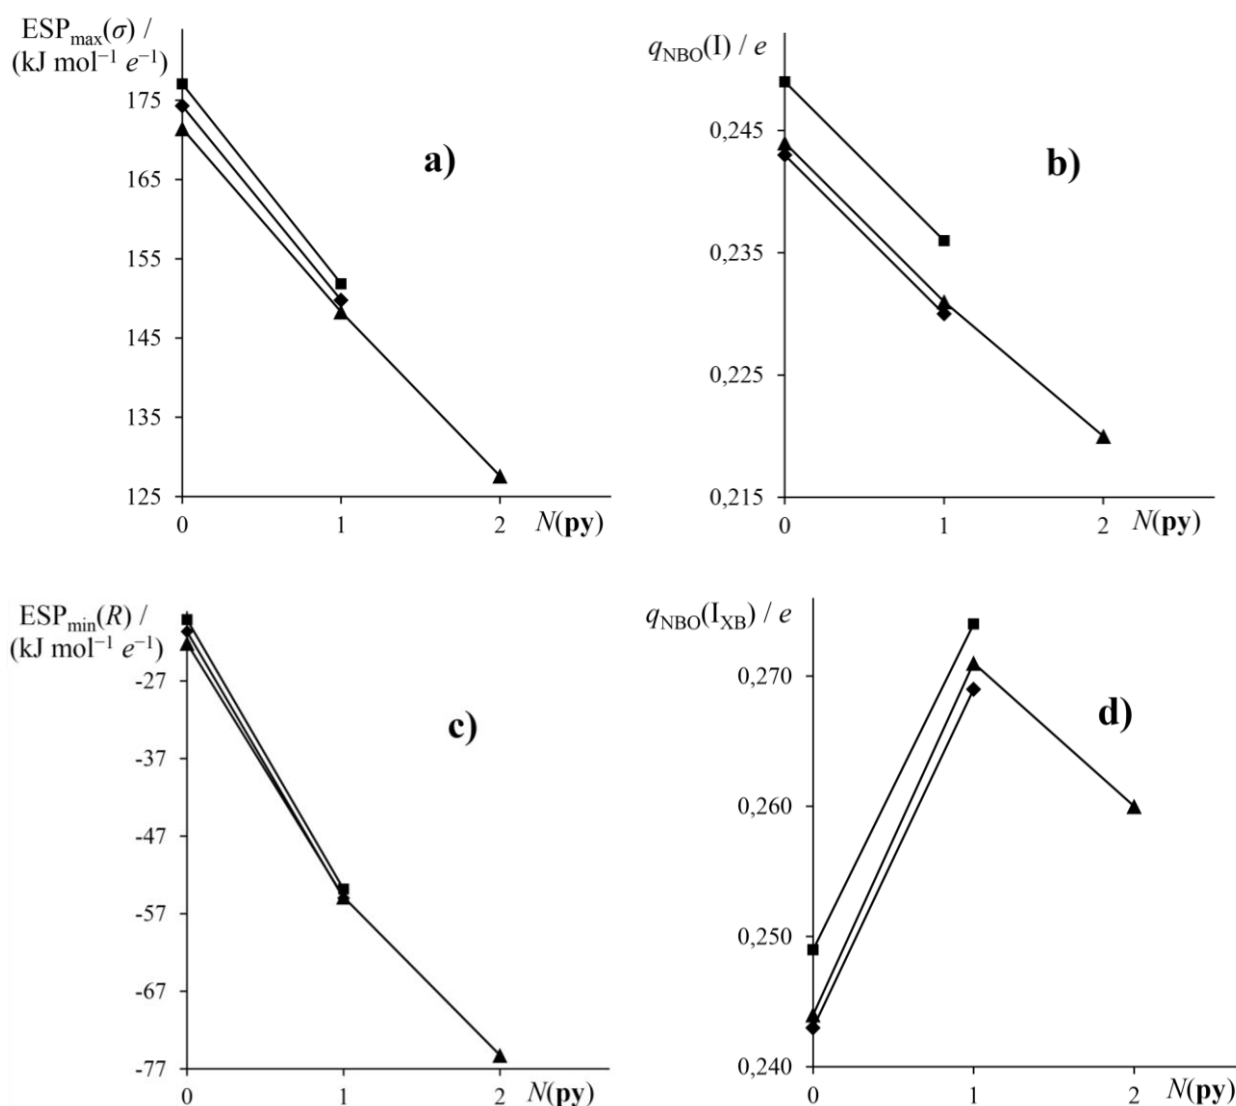 ESPmax(σ) /
(kJ mol⁻¹ e⁻¹)
175
165
155
145
135
125
0 1 2 N(py)
a)
qNBO(I) / e
0,245
0,235
0,225
0,215
0 1 2 N(py)
b)
ESPmin(R) /
(kJ mol⁻¹ e⁻¹)
-27
-37
-47
-57
-67
-77
0 1 2 N(py)
c)
qNBO(IXB) / e
0,270
0,260
0,250
0,240
0 1 2 N(py)
d)